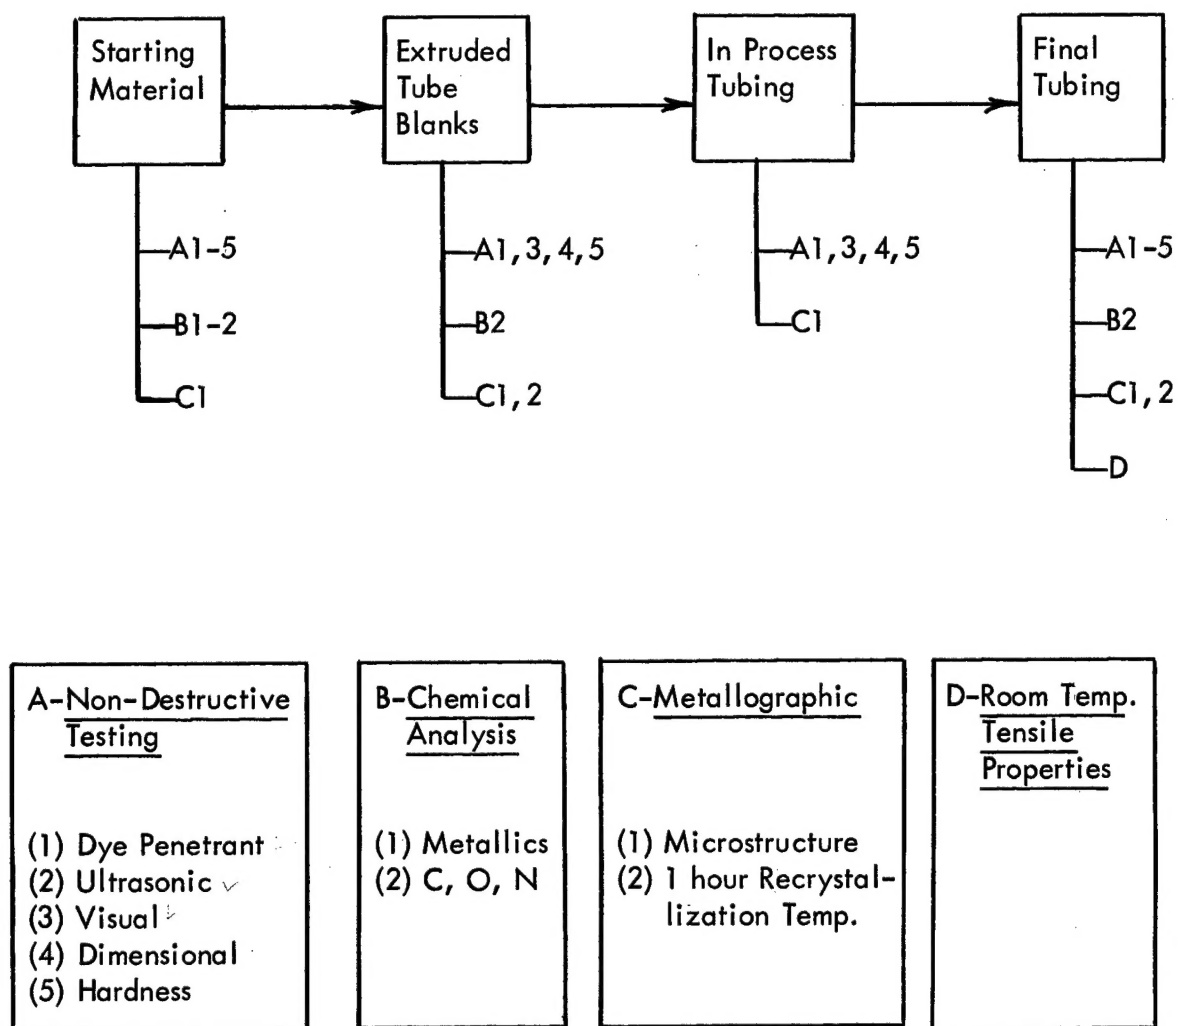 Starting
Material
Extruded
Tube
Blanks
In Process
Tubing
Final
Tubing
A1-5
B1-2
C1
A1,3,4,5
B2
C1,2
A1,3,4,5
C1
A1-5
B2
C1,2
D
A-Non-Destructive
Testing
(1) Dye Penetrant
(2) Ultrasonic
(3) Visual
(4) Dimensional
(5) Hardness
B-Chemical
Analysis
(1) Metallics
(2) C, O, N
C-Metallographic
(1) Microstructure
(2) 1 hour Recrystal-
lization Temp.
D-Room Temp.
Tensile
Properties